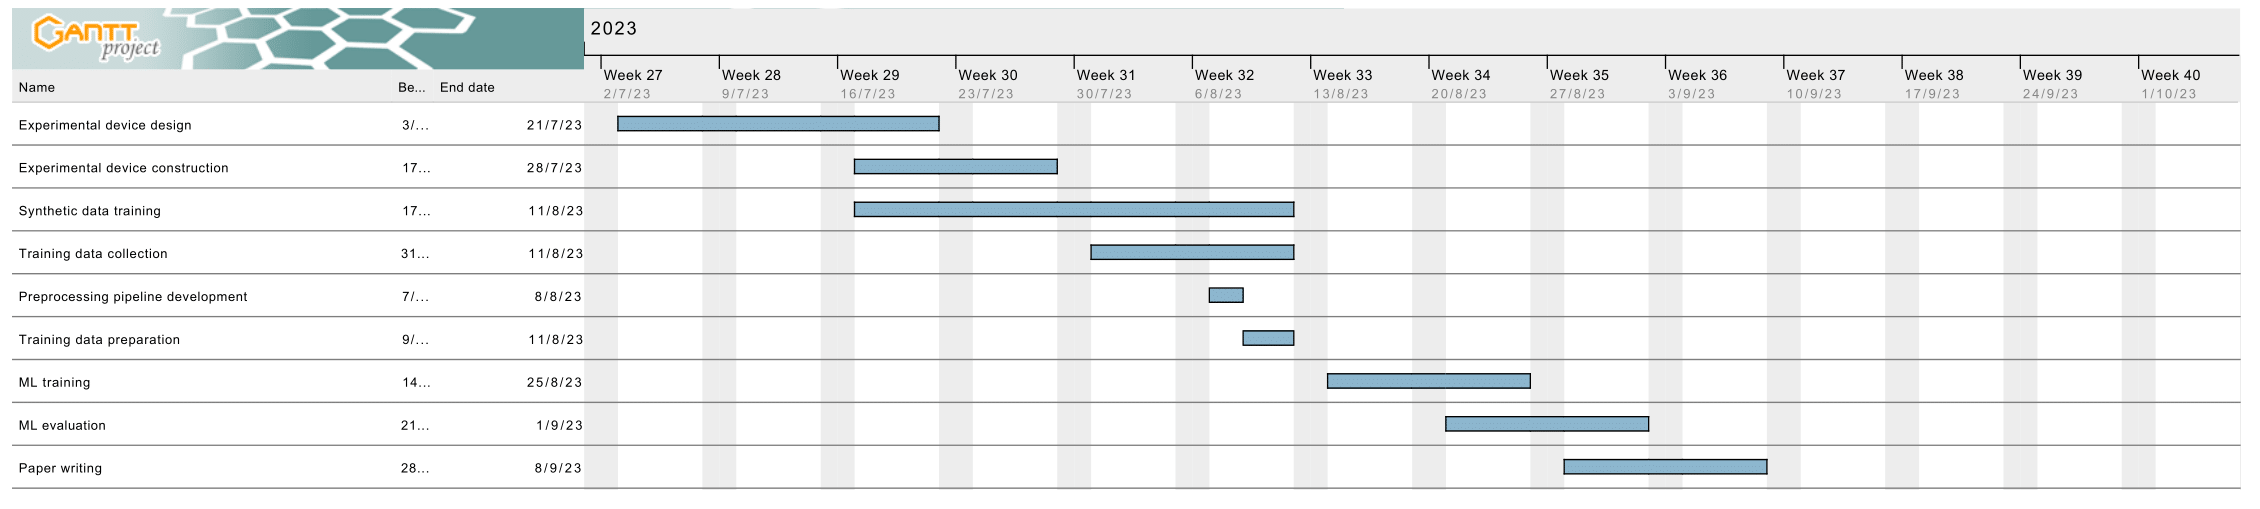 GANTT
project
2023
Week 27 Week 28 Week 29 Week 30 Week 31 Week 32 Week 33 Week 34 Week 35 Week 36 Week 37 Week 38 Week 39 Week 40
Name Be... End date 2/7/23 9/7/23 16/7/23 23/7/23 30/7/23 6/8/23 13/8/23 20/8/23 27/8/23 3/9/23 10/9/23 17/9/23 24/9/23 1/10/23
Experimental device design 3/... 21/7/23
Experimental device construction 17... 28/7/23
Synthetic data training 17... 11/8/23
Training data collection 31... 11/8/23
Preprocessing pipeline development 7/... 8/8/23
Training data preparation 9/... 11/8/23
ML training 14... 25/8/23
ML evaluation 21... 1/9/23
Paper writing 28... 8/9/23